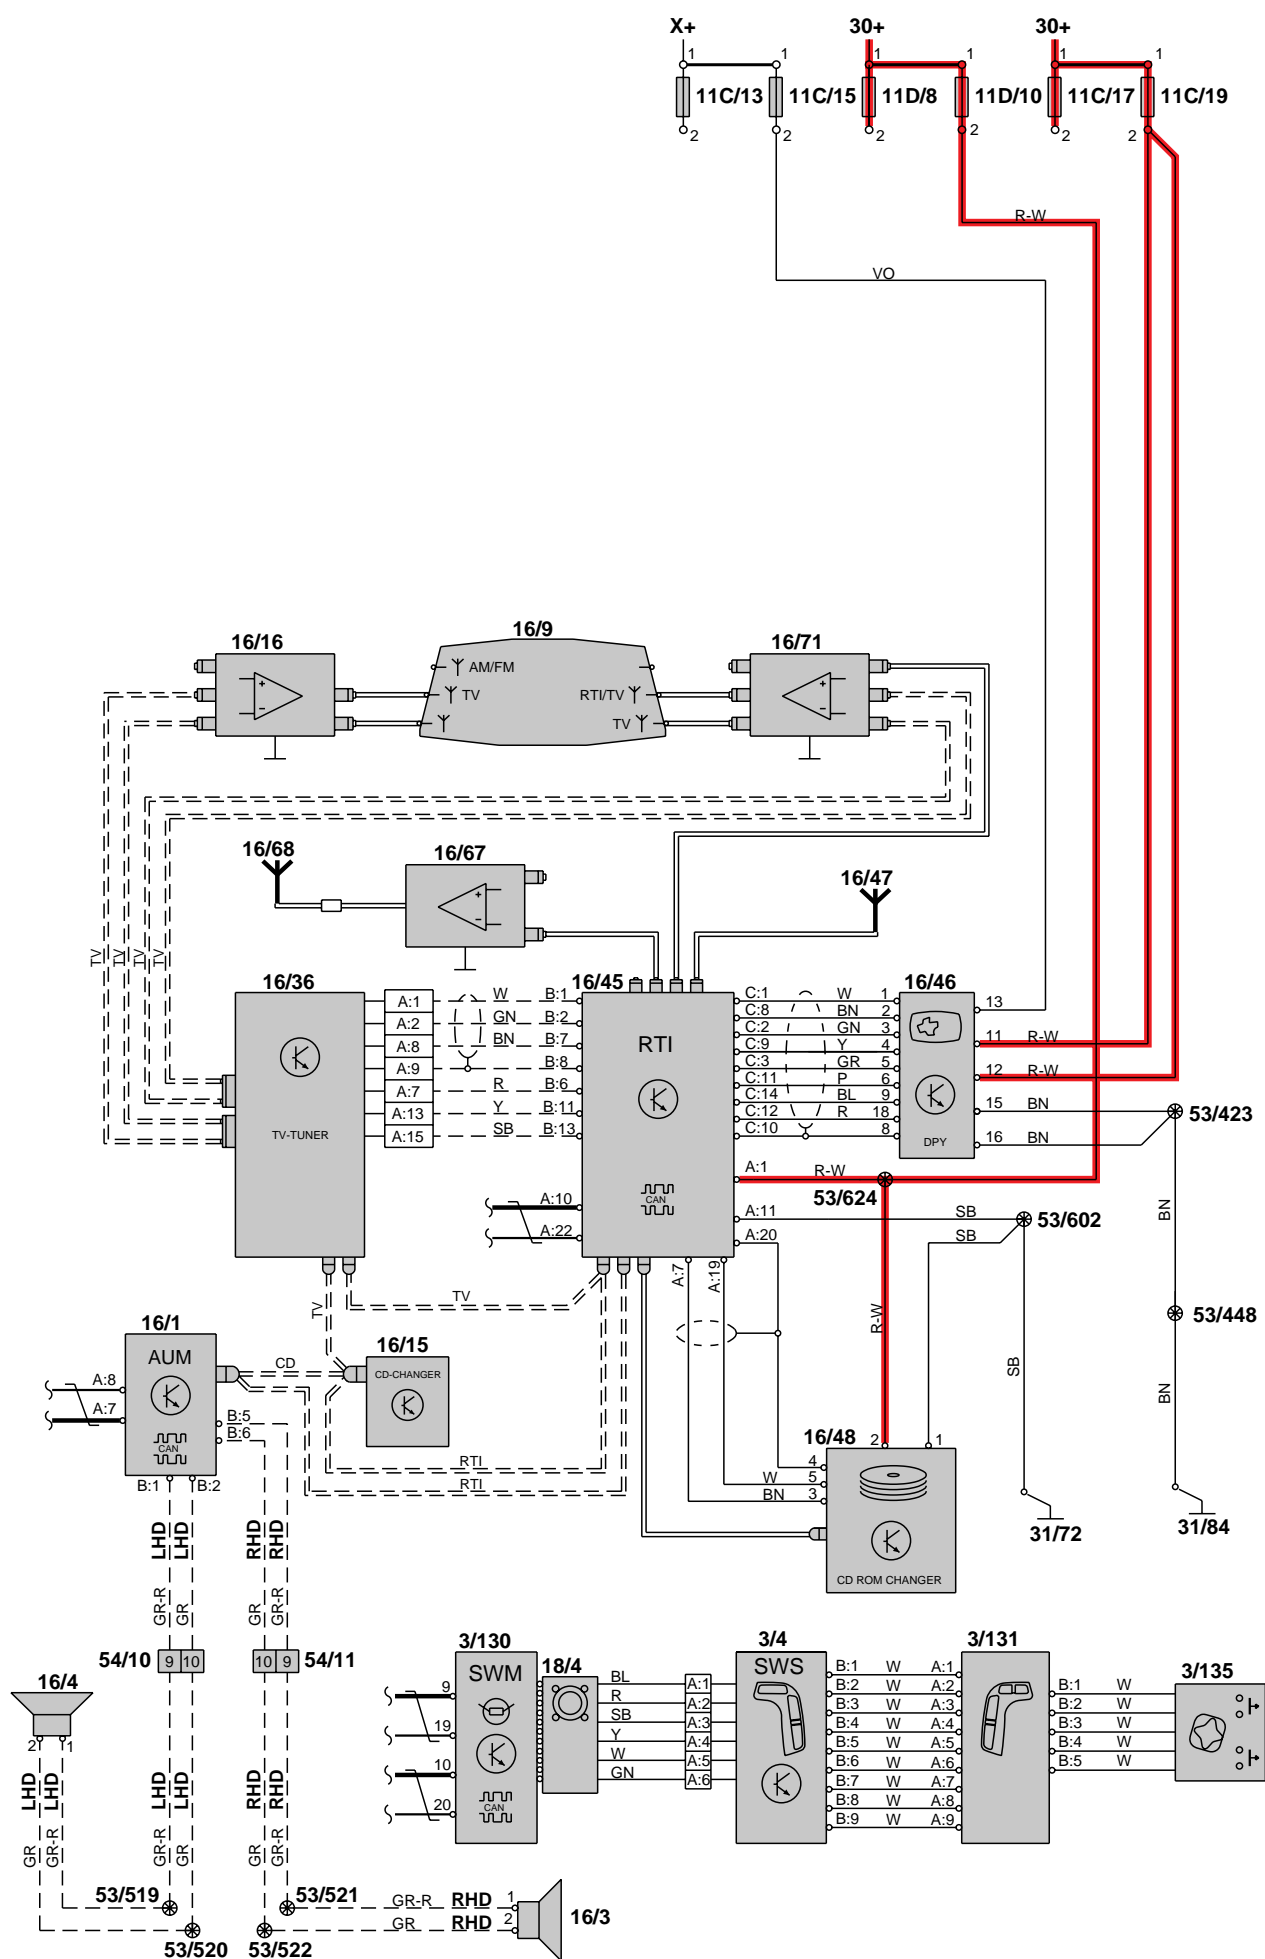 X+ 30+ 30+
1 1 1 1 1 1
11C/13 11C/15 11D/8 11D/10 11C/17 11C/19
2 2 2 2 2 2
R-W
VO
16/16 16/9 16/71
AM/FM
TV RTI/TV
TV
16/68 16/67 16/47
TV TV TV TV
16/36 16/45 16/46
A:1 W B:1 C:1 W 1 13
A:2 GN B:2 C:8 BN 2
A:8 BN B:7 C:2 GN 3 11 R-W
RTI C:9 Y 4
A:9 B:8 C:3 GR 5 12 R-W
A:7 R B:6 C:11 P 6
C:14 BL 9 15 BN 53/423
A:13 Y B:11 C:12 R 18
TV-TUNER A:15 SB B:13 C:10 8 DPY 16 BN
A:1 R-W
53/624
CAN
A:10 A:11 SB 53/602
A:22 A:20 SB
BN
A:7 A:19
TV TV
R-W
53/448
16/1 16/15
AUM CD CD-CHANGER
A:8
A:7 B:5
B:6
CAN
SB BN
16/48 2 1
RTI 4
RTI W 5
BN 3
B:1 B:2
31/72 31/84
CD ROM CHANGER
LHD LHD RHD RHD
GR-R GR GR GR-R
54/10 9 10 10 9 54/11
16/4
2 1
3/130 18/4 3/4 3/131 3/135
SWM SWS
9 BL A:1 B:1 W A:1 B:1 W
R A:2 B:2 W A:2 B:2 W
19 SB A:3 B:3 W A:3 B:3 W
Y A:4 B:4 W A:4 B:4 W
10 W A:5 B:5 W A:5 B:5 W
GN A:6 B:6 W A:6
B:7 W A:7
20 CAN B:8 W A:8
B:9 W A:9
LHD LHD LHD LHD RHD RHD
GR GR-R GR-R GR GR GR-R
53/519 53/521 GR-R RHD 1
GR RHD 2 16/3
53/520 53/522